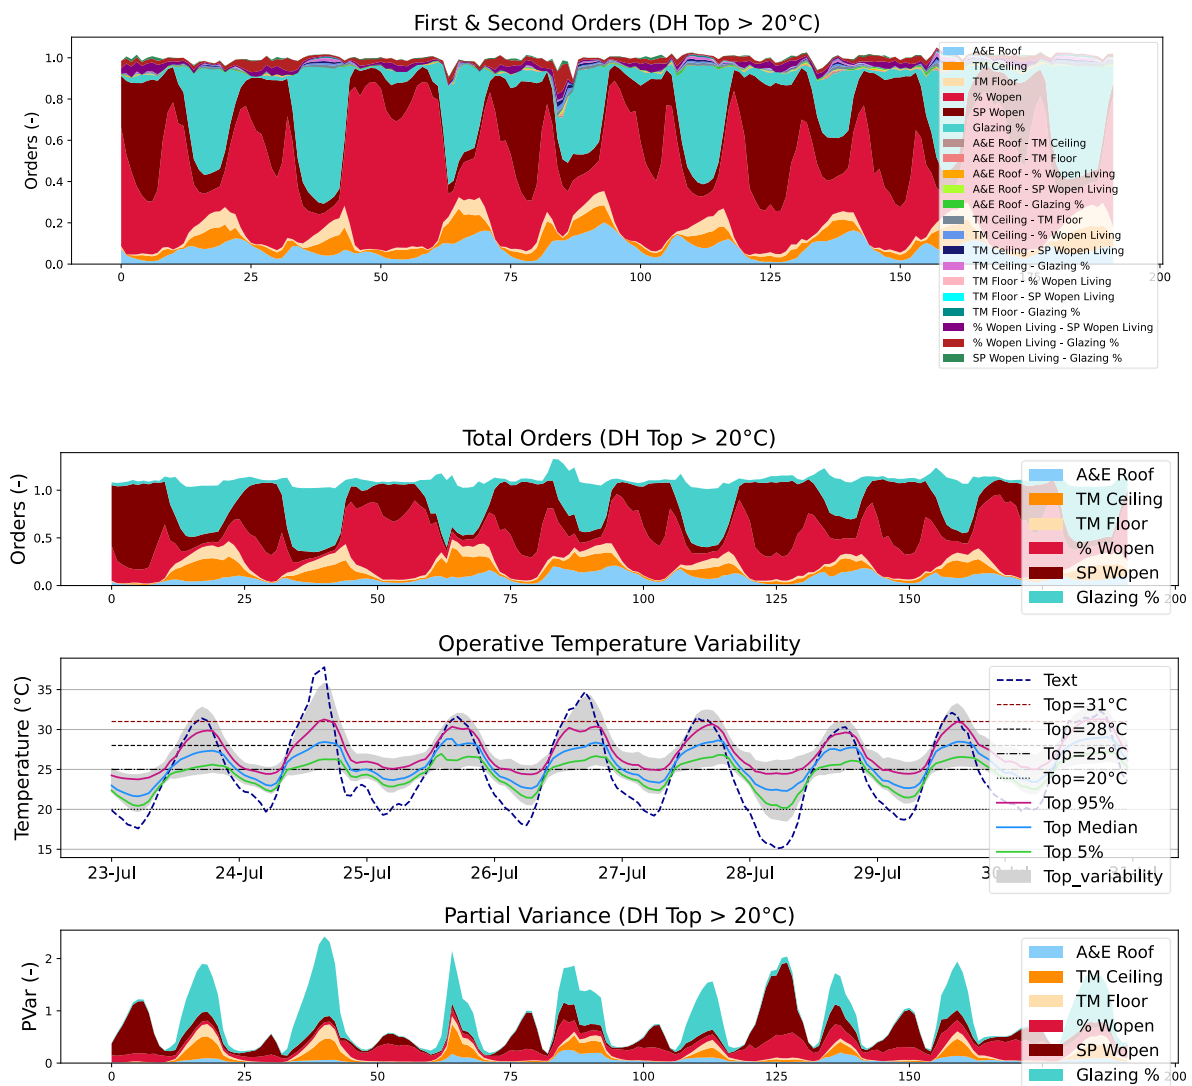 First & Second Orders (DH Top > 20°C)
Orders (-)
1.0
0.8
0.6
0.4
0.2
0.0
0 25 50 75 100 125 150 200
A&E Roof
TM Ceiling
TM Floor
% Wopen
SP Wopen
Glazing %
A&E Roof - TM Ceiling
A&E Roof - TM Floor
A&E Roof - % Wopen Living
A&E Roof - SP Wopen Living
A&E Roof - Glazing %
TM Ceiling - TM Floor
TM Ceiling - % Wopen Living
TM Ceiling - SP Wopen Living
TM Ceiling - Glazing %
TM Floor - % Wopen Living
TM Floor - SP Wopen Living
TM Floor - Glazing %
% Wopen Living - SP Wopen Living
% Wopen Living - Glazing %
SP Wopen Living - Glazing %
Total Orders (DH Top > 20°C)
Orders (-)
1.0
0.5
0.0
0 25 50 75 100 125 150 200
A&E Roof
TM Ceiling
TM Floor
% Wopen
SP Wopen
Glazing %
Operative Temperature Variability
Temperature (°C)
35
30
25
20
15
23-Jul 24-Jul 25-Jul 26-Jul 27-Jul 28-Jul 29-Jul
Text
Top=31°C
Top=28°C
Top=25°C
Top=20°C
Top 95%
Top Median
Top 5%
Top_variability
Partial Variance (DH Top > 20°C)
PVar (-)
2
1
0
0 25 50 75 100 125 150 200
A&E Roof
TM Ceiling
TM Floor
% Wopen
SP Wopen
Glazing %